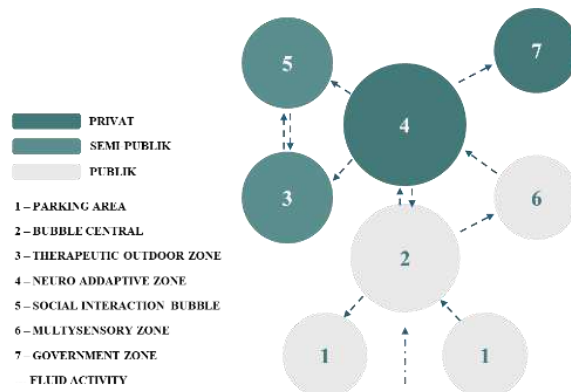 5
7
4
PRIVAT
SEMI PUBLIK
PUBLIK
3
6
1 – PARKING AREA
2 – BUBBLE CENTRAL
3 – THERAPEUTIC OUTDOOR ZONE
4 – NEURO ADDAPTIVE ZONE
5 – SOCIAL INTERACTION BUBBLE
6 – MULTYSENSORY ZONE
7 – GOVERNMENT ZONE
FLUID ACTIVITY
2
1
1